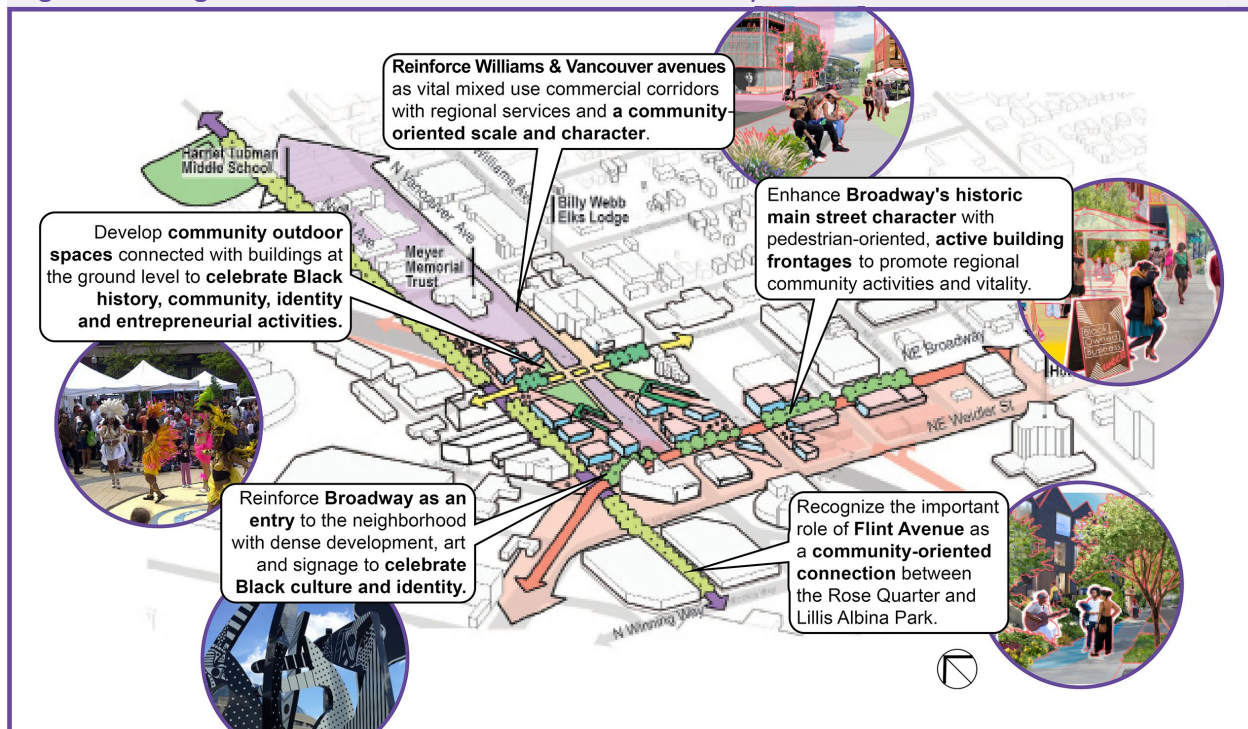 Reinforce Williams & Vancouver avenues
as vital mixed use commercial corridors
with regional services and a community-
oriented scale and character.
Harriet Tubman
Middle School
N Vancouver Ave
Williams Ave
Billy Webb
Elks Lodge
Meyer
Memorial
Trust
Enhance Broadway's historic
main street character with
pedestrian-oriented, active building
frontages to promote regional
community activities and vitality.
Develop community outdoor
spaces connected with buildings at
the ground level to celebrate Black
history, community, identity
and entrepreneurial activities.
Black
Owned
Business
NE Broadway
NE Weidler St
Reinforce Broadway as an
entry to the neighborhood
with dense development, art
and signage to celebrate
Black culture and identity.
Recognize the important
role of Flint Avenue as
a community-oriented
connection between
the Rose Quarter and
Lillis Albina Park.
N Winning Way